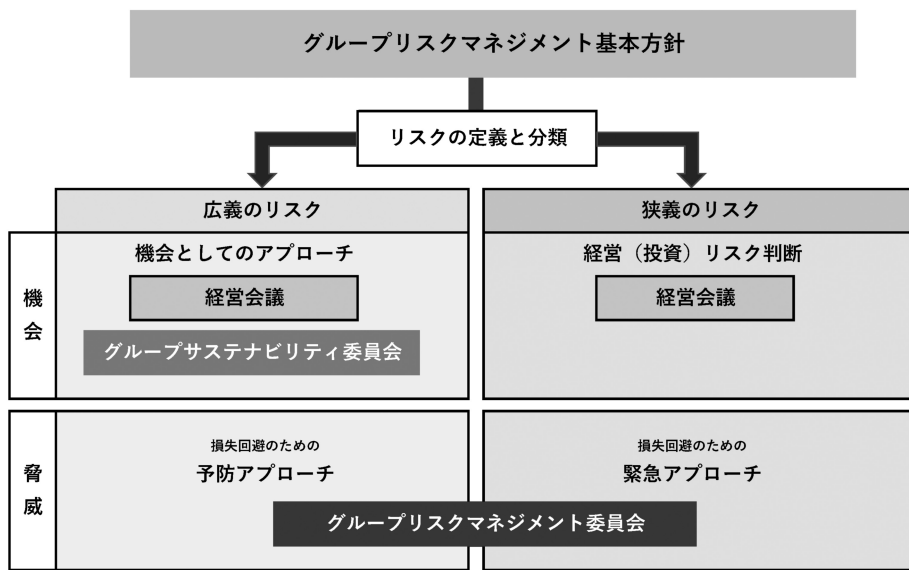 グループリスクマネジメント基本方針
リスクの定義と分類
広義のリスク
狭義のリスク
機会
機会としてのアプローチ
経営会議
グループサステナビリティ委員会
経営（投資）リスク判断
経営会議
脅威
損失回避のための
予防アプローチ
損失回避のための
緊急アプローチ
グループリスクマネジメント委員会